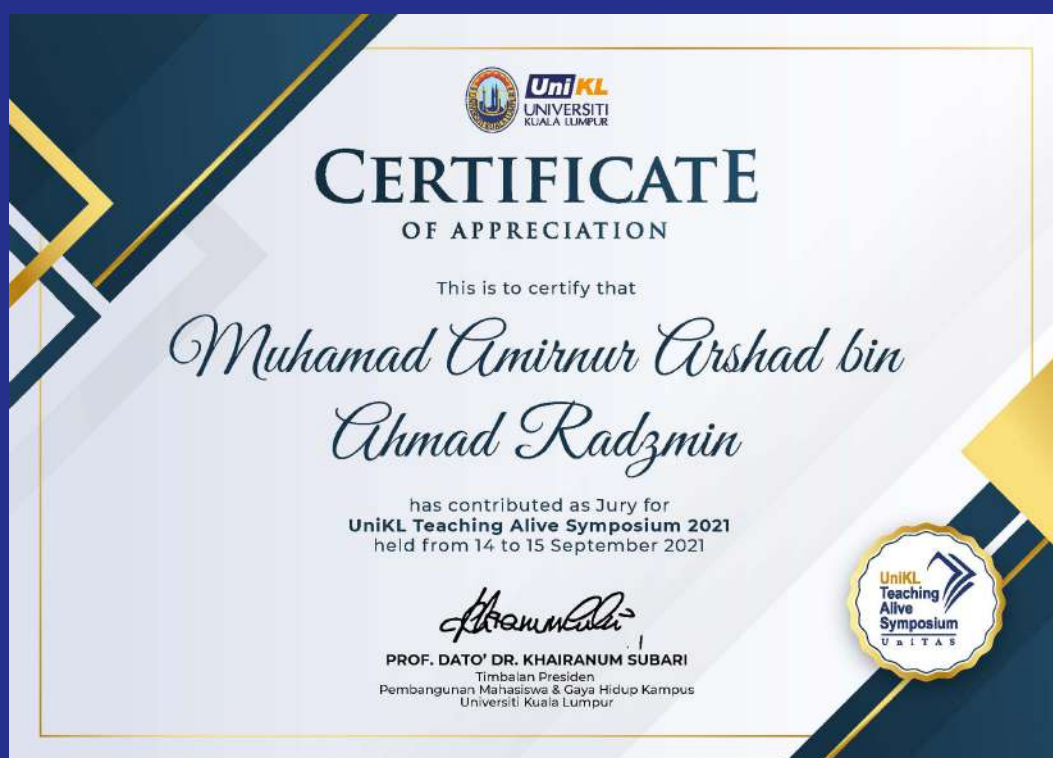 UniKL
UNIVERSITI
KUALA LUMPUR
CERTIFICATE
OF APPRECIATION
This is to certify that
Muhamad Amirnur Arshad bin
Ahmad Radzmin
has contributed as Jury for
UniKL Teaching Alive Symposium 2021
held from 14 to 15 September 2021
PROF. DATO' DR. KHAIRANUM SUBARI
Timbalan Presiden
Pembangunan Mahasiswa & Gaya Hidup Kampus
Universiti Kuala Lumpur
UniKL
Teaching
Alive
Symposium
UniTAS